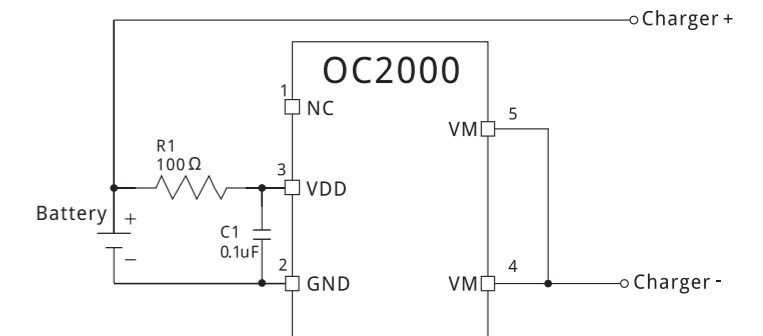 Charger +
OC2000
1
NC
5
VM
R1
100Ω
3
VDD
Battery
+
C1
0.1uF
−
2
GND
4
VM
Charger -